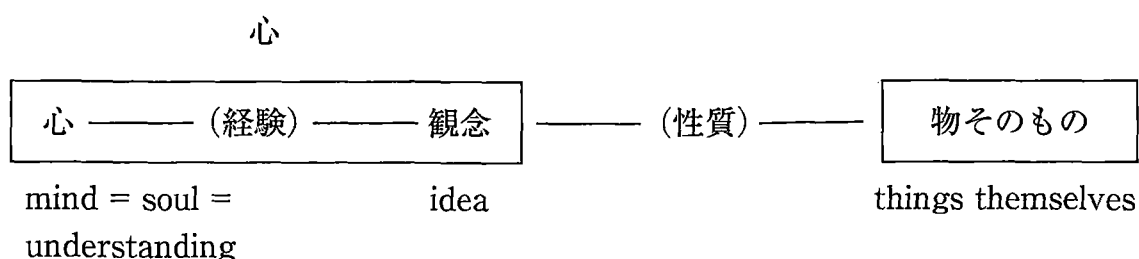 心
心 ——— (経験) ——— 観念 ——— (性質) ——— 物そのもの
mind = soul = idea things themselves
understanding